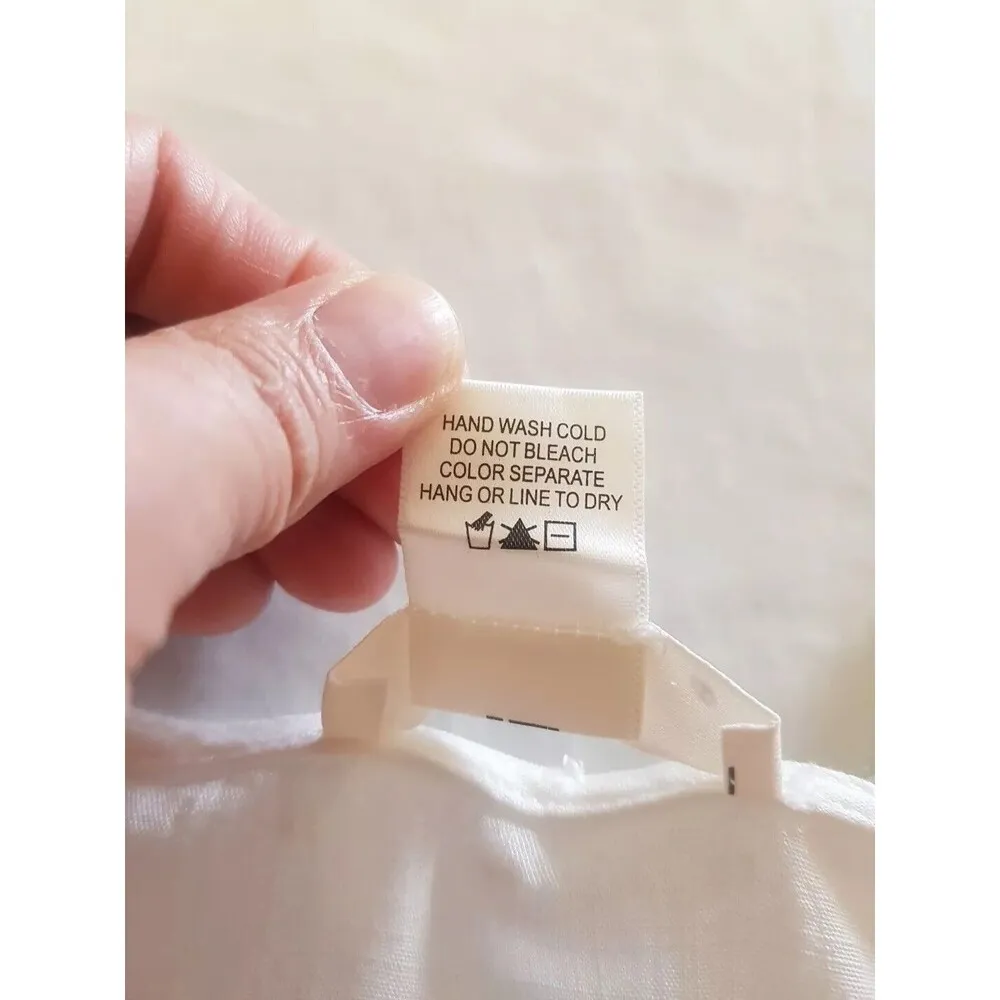 HAND WASH COLD
DO NOT BLEACH
COLOR SEPARATE
HANG OR LINE TO DRY